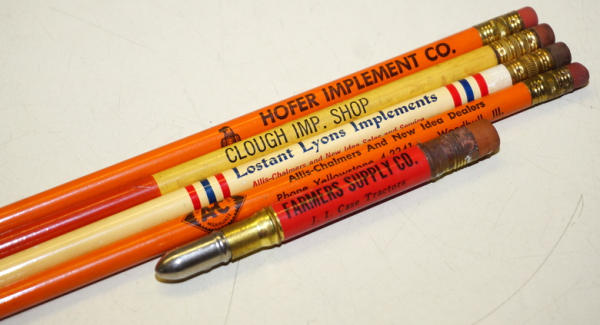 HOFER IMPLEMENT CO.
CLOUGH IMP. SHOP
Lostant Lyons Implements
Allis-Chalmers and New Idea Sales and Service
Allis-Chalmers And New Idea Dealers
Phone Yellowstone Woodhull, Ill.
AC
FARMERS SUPPLY CO.
J. I. Case Tractors